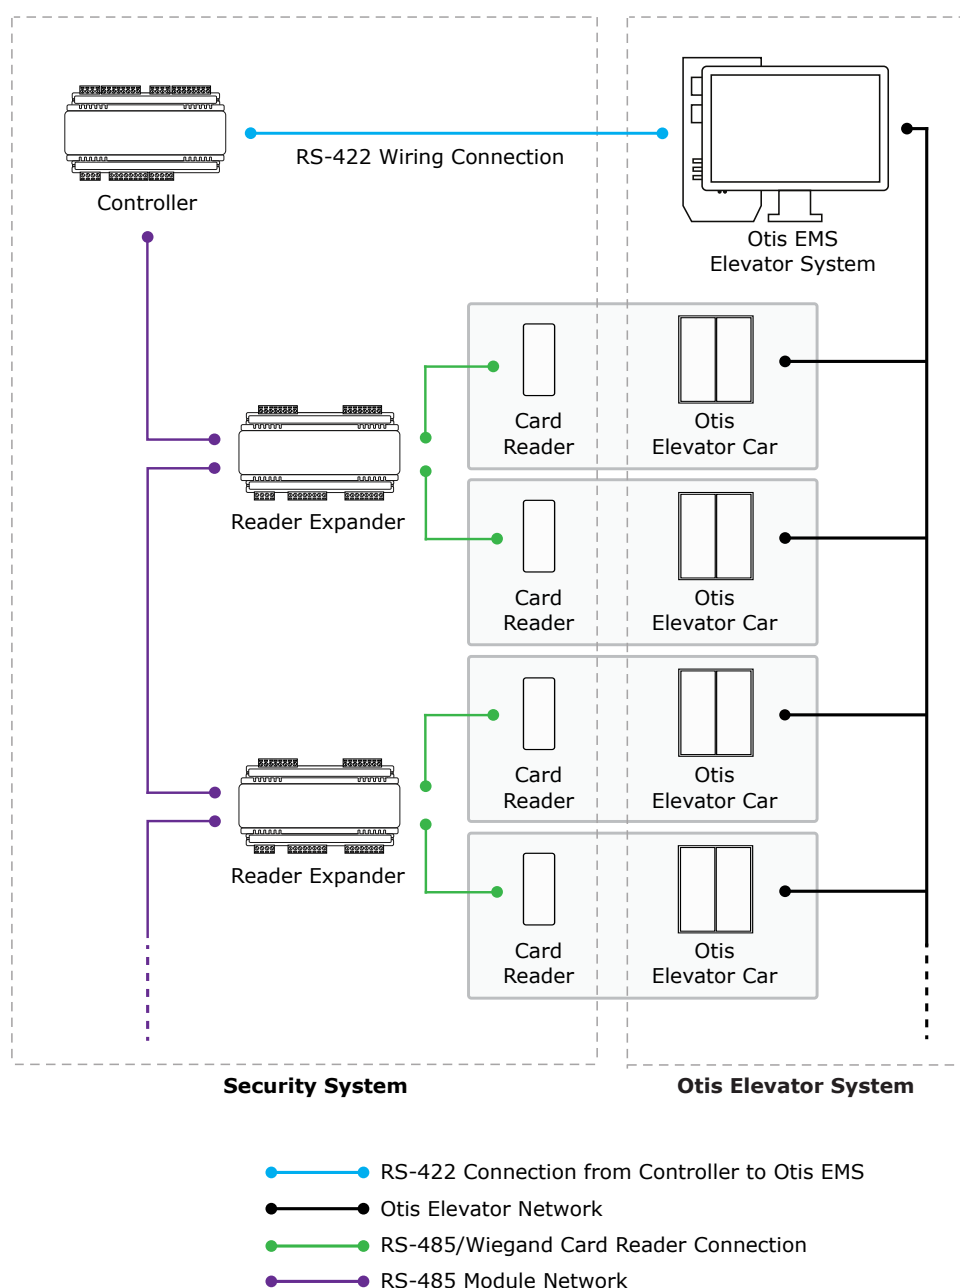 RS-422 Wiring Connection
Controller
Otis EMS
Elevator System
Card
Reader
Otis
Elevator Car
Reader Expander
Card
Reader
Otis
Elevator Car
Card
Reader
Otis
Elevator Car
Reader Expander
Card
Reader
Otis
Elevator Car
Security System
Otis Elevator System
RS-422 Connection from Controller to Otis EMS
Otis Elevator Network
RS-485/Wiegand Card Reader Connection
RS-485 Module Network